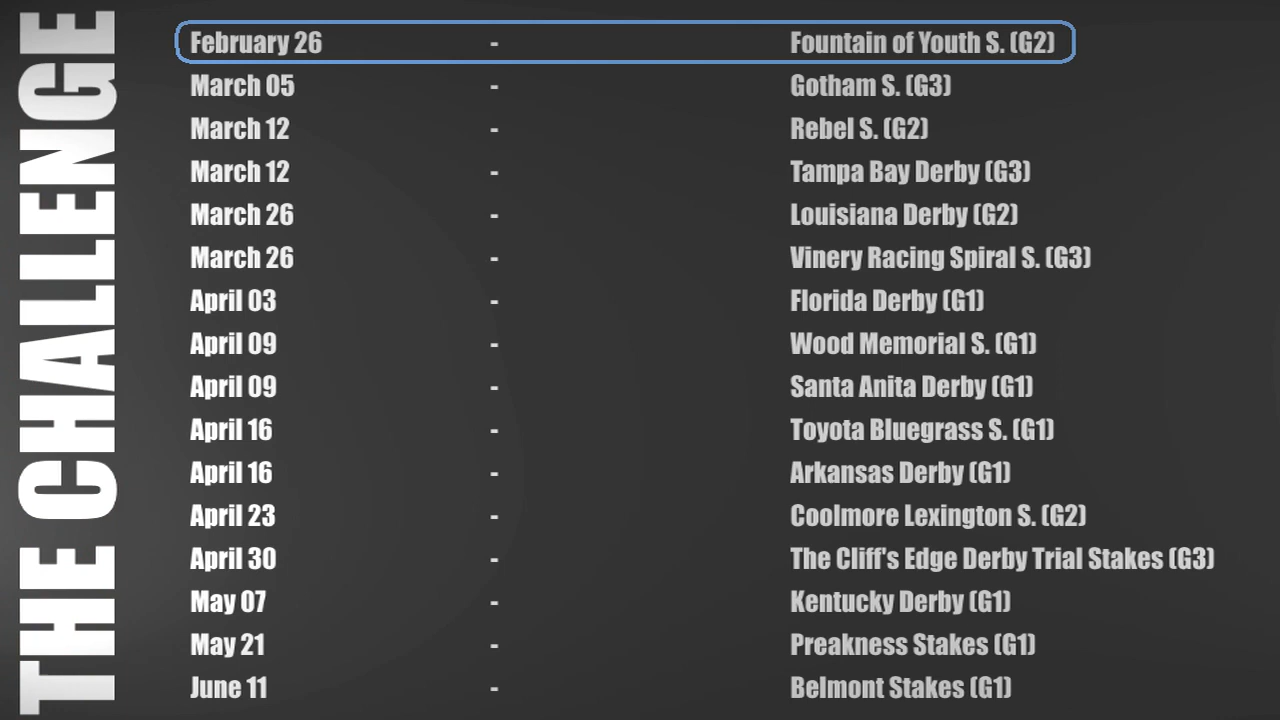 THE CHALLENGE
February 26 - Fountain of Youth S. (G2)
March 05 - Gotham S. (G3)
March 12 - Rebel S. (G2)
March 12 - Tampa Bay Derby (G3)
March 26 - Louisiana Derby (G2)
March 26 - Vinery Racing Spiral S. (G3)
April 03 - Florida Derby (G1)
April 09 - Wood Memorial S. (G1)
April 09 - Santa Anita Derby (G1)
April 16 - Toyota Bluegrass S. (G1)
April 16 - Arkansas Derby (G1)
April 23 - Coolmore Lexington S. (G2)
April 30 - The Cliff's Edge Derby Trial Stakes (G3)
May 07 - Kentucky Derby (G1)
May 21 - Preakness Stakes (G1)
June 11 - Belmont Stakes (G1)